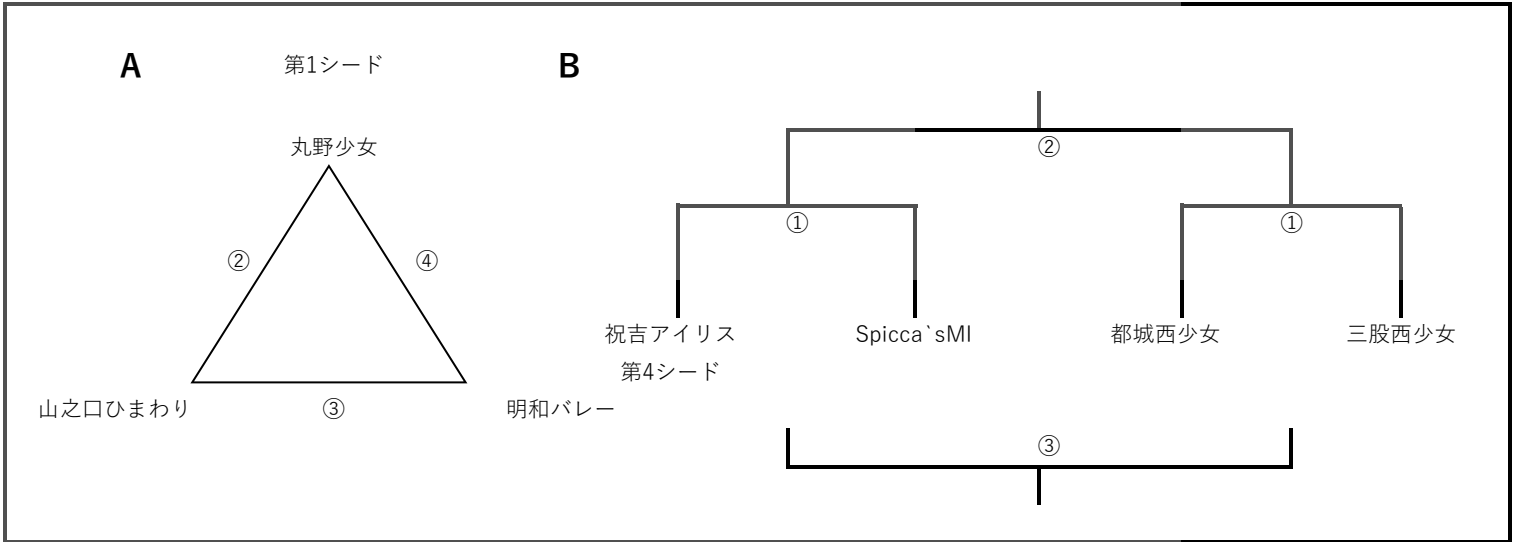 A
第1シード
丸野少女
②
④
山之口ひまわり
③
明和バレー
B
②
①
①
祝吉アイリス
Spicca`sMI
都城西少女
三股西少女
第4シード
③